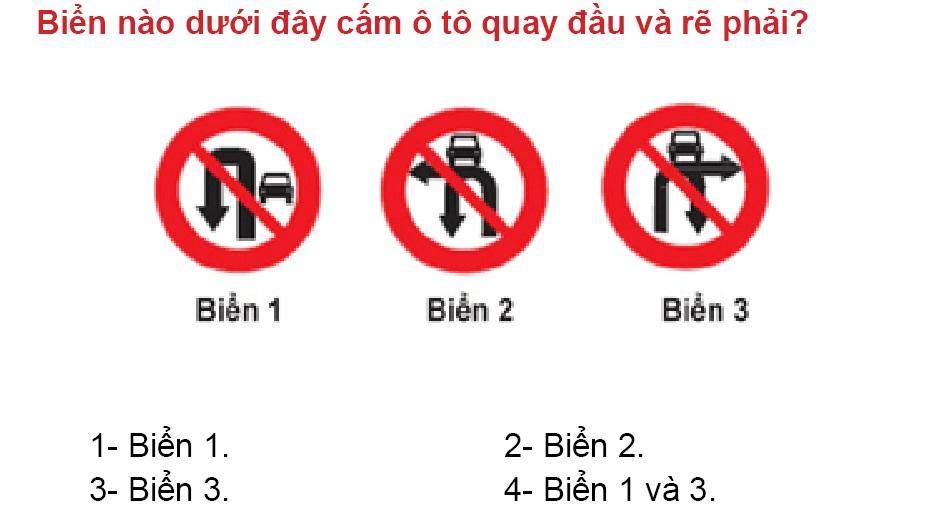 Biển nào dưới đây cấm ô tô quay đầu và rẽ phải?
Biển 1 Biển 2 Biển 3
1- Biển 1. 2- Biển 2.
3- Biển 3. 4- Biển 1 và 3.